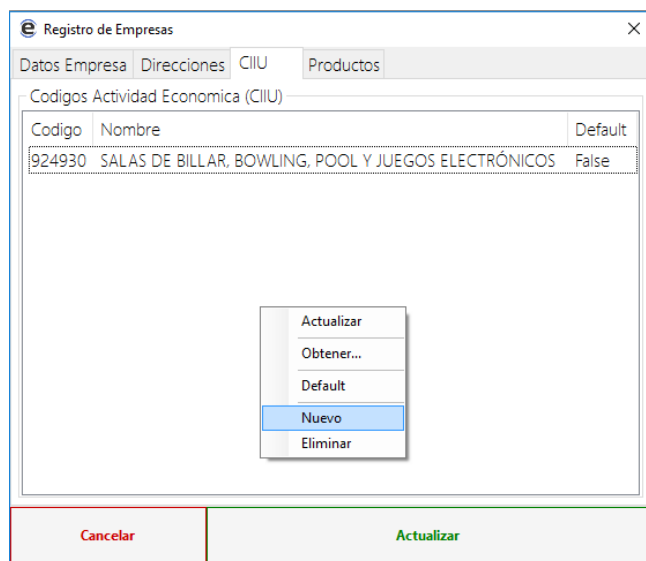 Registro de Empresas
Datos Empresa Direcciones CIIU Productos
Codigos Actividad Economica (CIIU)
Codigo Nombre Default
924930 SALAS DE BILLAR, BOWLING, POOL Y JUEGOS ELECTRÓNICOS False
Actualizar
Obtener...
Default
Nuevo
Eliminar
Cancelar Actualizar